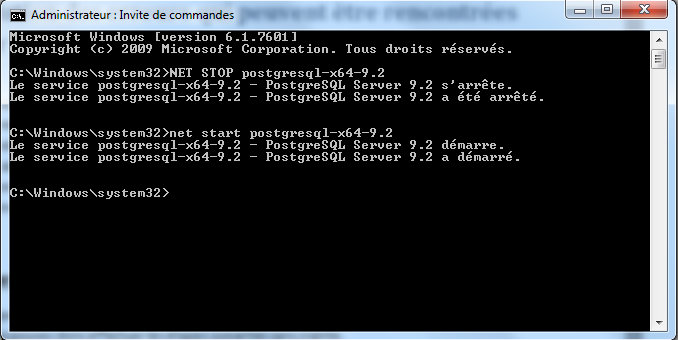 peuvent être rencontrées
Administrateur : Invite de commandes
Microsoft Windows [version 6.1.7601]
Copyright (c) 2009 Microsoft Corporation. Tous droits réservés.
C:\Windows\system32>NET STOP postgresql-x64-9.2
Le service postgresql-x64-9.2 - PostgreSQL Server 9.2 s'arrête.
Le service postgresql-x64-9.2 - PostgreSQL Server 9.2 a été arrêté.
C:\Windows\system32>net start postgresql-x64-9.2
Le service postgresql-x64-9.2 - PostgreSQL Server 9.2 démarre.
Le service postgresql-x64-9.2 - PostgreSQL Server 9.2 a démarré.
C:\Windows\system32>